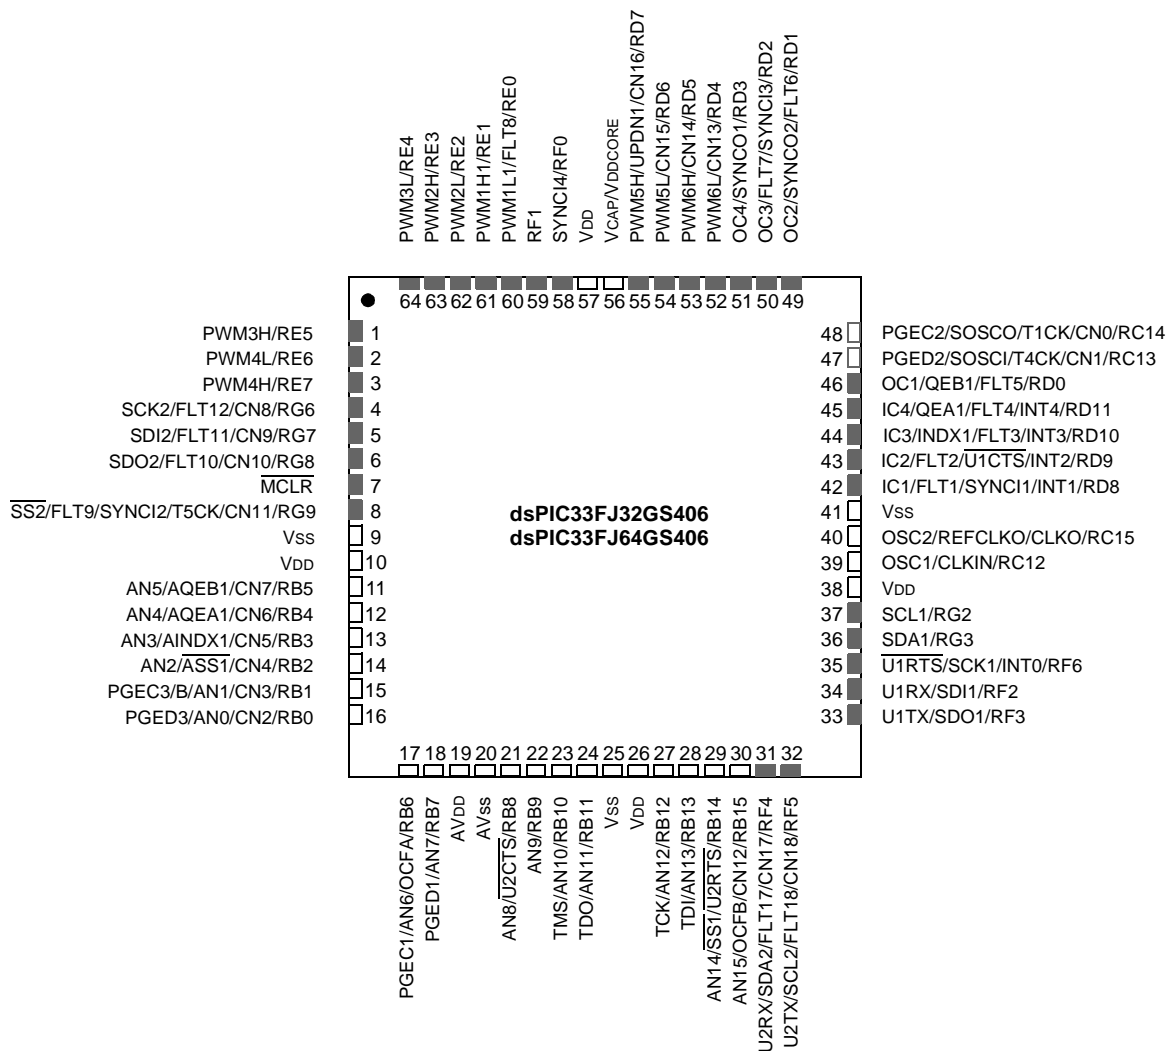 PWM3L/RE4
PWM2H/RE3
PWM2L/RE2
PWM1H1/RE1
PWM1L1/FLT8/RE0
RF1
SYNCI4/RF0
VDD
VCAP/VDDCORE
PWM5H/UPDN1/CN16/RD7
PWM5L/CN15/RD6
PWM6H/CN14/RD5
PWM6L/CN13/RD4
OC4/SYNCO1/RD3
OC3/FLT7/SYNCI3/RD2
OC2/SYNCO2/FLT6/RD1
64 63 62 61 60 59 58 57 56 55 54 53 52 51 50 49
PWM3H/RE5 1
PWM4L/RE6 2
PWM4H/RE7 3
SCK2/FLT12/CN8/RG6 4
SDI2/FLT11/CN9/RG7 5
SDO2/FLT10/CN10/RG8 6
MCLR 7
SS2/FLT9/SYNCI2/T5CK/CN11/RG9 8
VSS 9
VDD 10
AN5/AQEB1/CN7/RB5 11
AN4/AQEA1/CN6/RB4 12
AN3/AINDX1/CN5/RB3 13
AN2/ASS1/CN4/RB2 14
PGEC3/B/AN1/CN3/RB1 15
PGED3/AN0/CN2/RB0 16
dsPIC33FJ32GS406
dsPIC33FJ64GS406
48 PGEC2/SOSCO/T1CK/CN0/RC14
47 PGED2/SOSCI/T4CK/CN1/RC13
46 OC1/QEB1/FLT5/RD0
45 IC4/QEA1/FLT4/INT4/RD11
44 IC3/INDX1/FLT3/INT3/RD10
43 IC2/FLT2/U1CTS/INT2/RD9
42 IC1/FLT1/SYNCI1/INT1/RD8
41 VSS
40 OSC2/REFCLKO/CLKO/RC15
39 OSC1/CLKIN/RC12
38 VDD
37 SCL1/RG2
36 SDA1/RG3
35 U1RTS/SCK1/INT0/RF6
34 U1RX/SDI1/RF2
33 U1TX/SDO1/RF3
17 18 19 20 21 22 23 24 25 26 27 28 29 30 31 32
PGEC1/AN6/OCFA/RB6
PGED1/AN7/RB7
AVDD
AVSS
AN8/U2CTS/RB8
AN9/RB9
TMS/AN10/RB10
TDO/AN11/RB11
VSS
VDD
TCK/AN12/RB12
TDI/AN13/RB13
AN14/SS1/U2RTS/RB14
AN15/OCFB/CN12/RB15
U2RX/SDA2/FLT17/CN17/RF4
U2TX/SCL2/FLT18/CN18/RF5